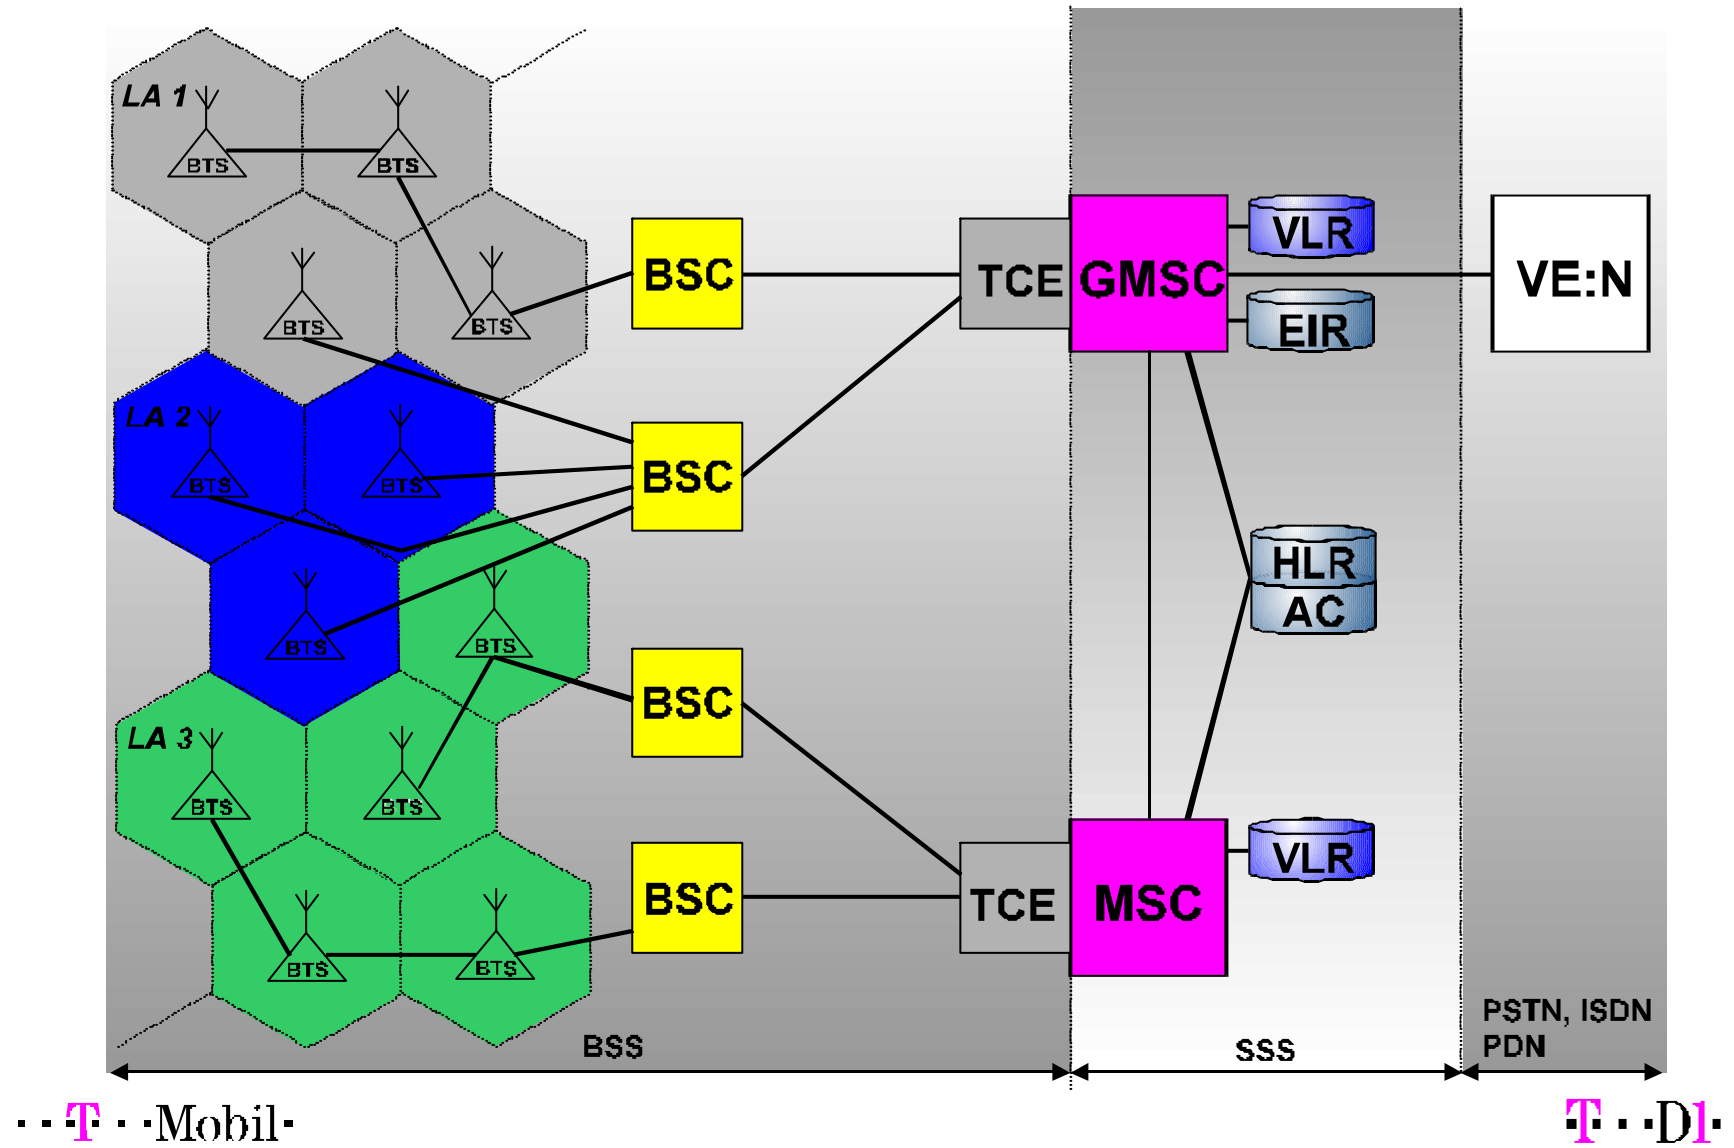 LA 1
BTS
BTS
BTS
BTS
LA 2
BTS
BTS
BTS
BTS
LA 3
BTS
BTS
BTS
BTS
BSC
BSC
BSC
BSC
TCE
GMSC
VLR
EIR
VE:N
HLR
AC
TCE
MSC
VLR
BSS
SSS
PSTN, ISDN
PDN
T Mobil
T D1